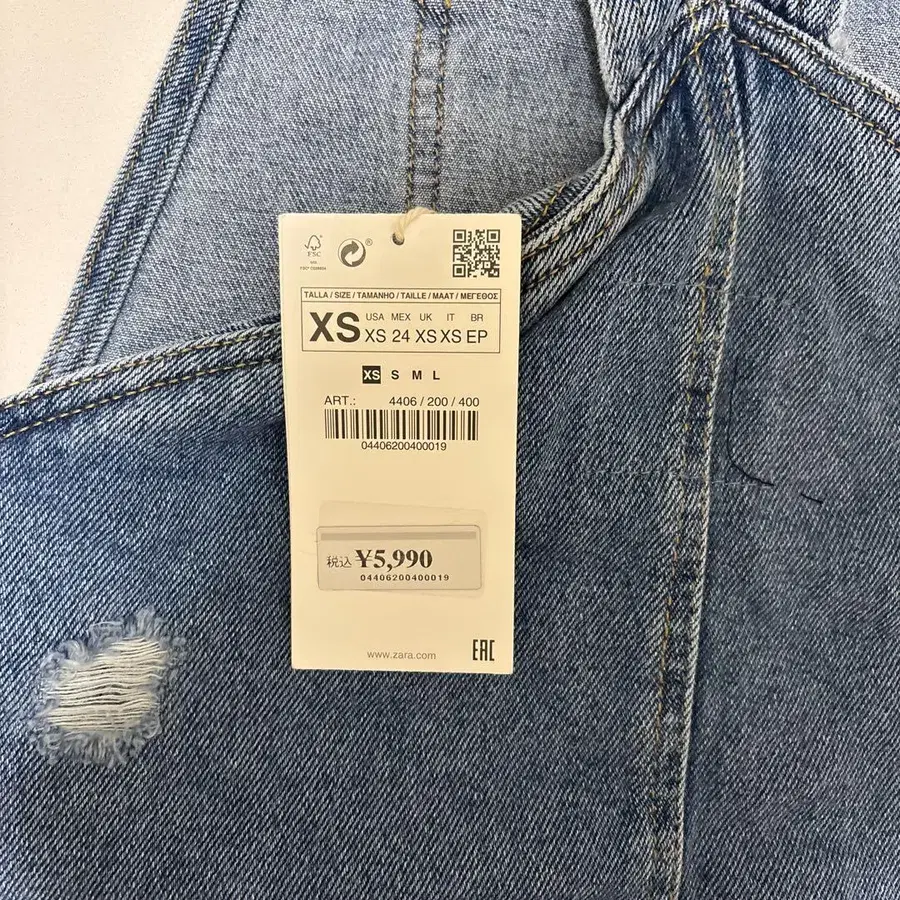 FSC
TALLA / SIZE / TAMANHO / TAILLE / MAAT / ΜΕΓΕΘΟΣ
XS
USA MEX UK IT BR
XS 24 XS XS EP
XS S M L
ART.: 4406 / 200 / 400
04406200400019
税込 ¥5,990
04406200400019
www.zara.com
EAC